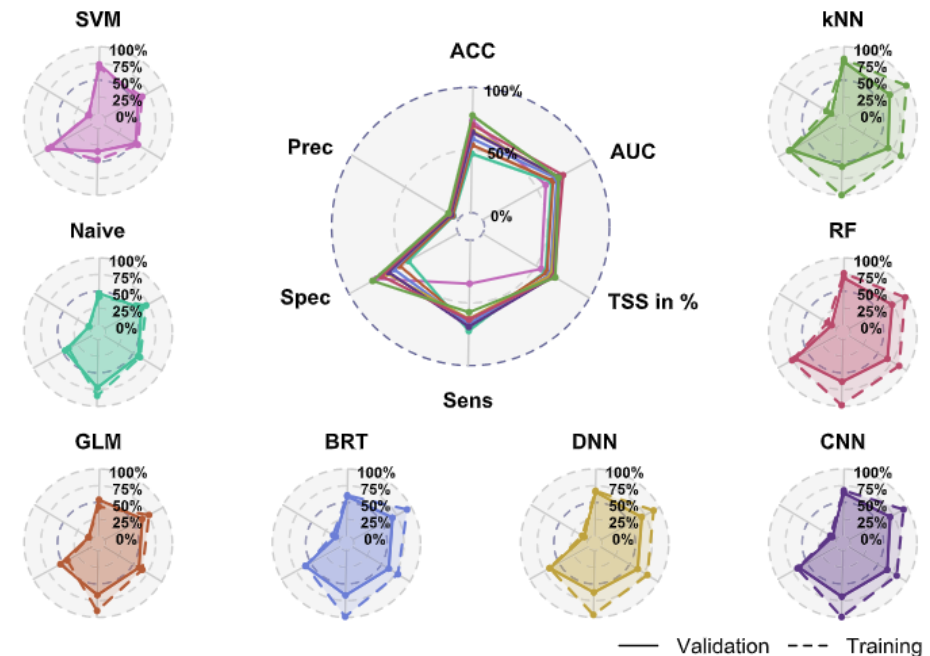 SVM
100%
75%
50%
25%
0%
ACC
100%
50%
0%
AUC
TSS in %
Sens
Spec
Prec
kNN
100%
75%
50%
25%
0%
Naive
100%
75%
50%
25%
0%
RF
100%
75%
50%
25%
0%
GLM
100%
75%
50%
25%
0%
BRT
100%
75%
50%
25%
0%
DNN
100%
75%
50%
25%
0%
CNN
100%
75%
50%
25%
0%
Validation
Training